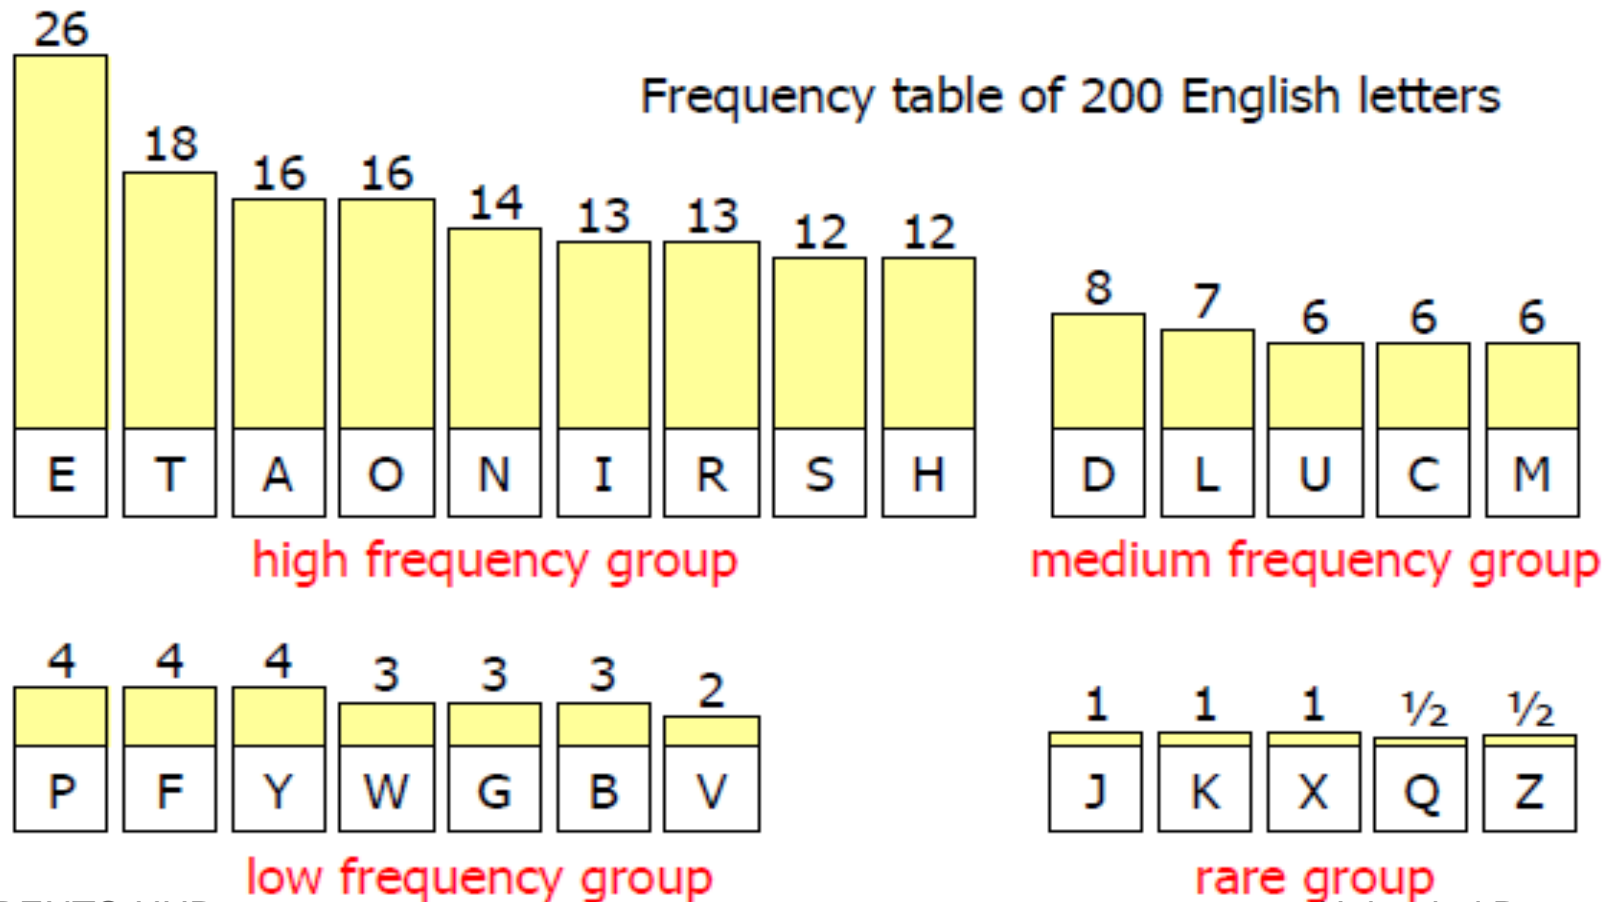 26
Frequency table of 200 English letters
18
16 16
14
13 13
12 12
8
7
6 6 6
E T A O N I R S H D L U C M
high frequency group medium frequency group
4 4 4
3 3 3
2
1 1 1 ½ ½
P F Y W G B V J K X Q Z
low frequency group rare group